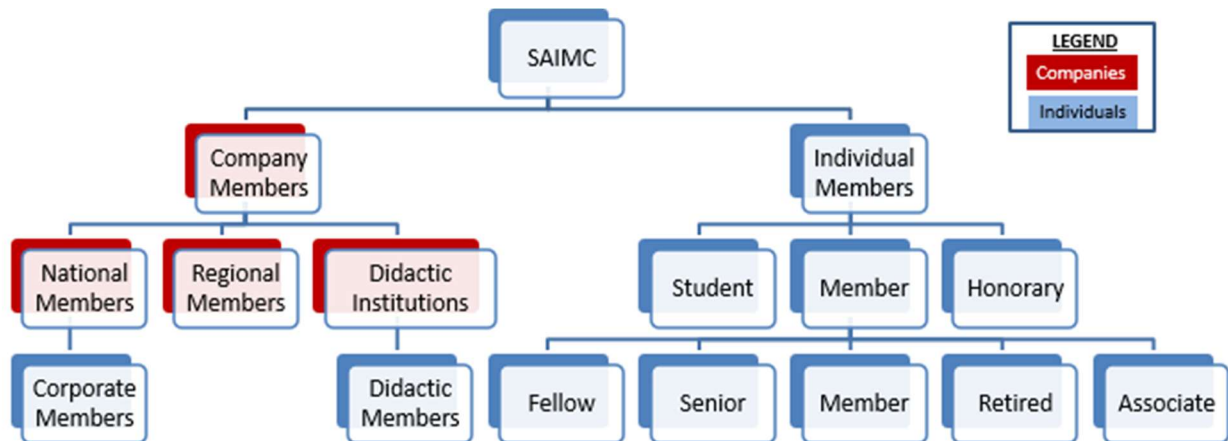 SAIMC
LEGEND
Companies
Individuals
Company
Members
Individual
Members
National
Members
Regional
Members
Didactic
Institutions
Student
Member
Honorary
Corporate
Members
Didactic
Members
Fellow
Senior
Member
Retired
Associate